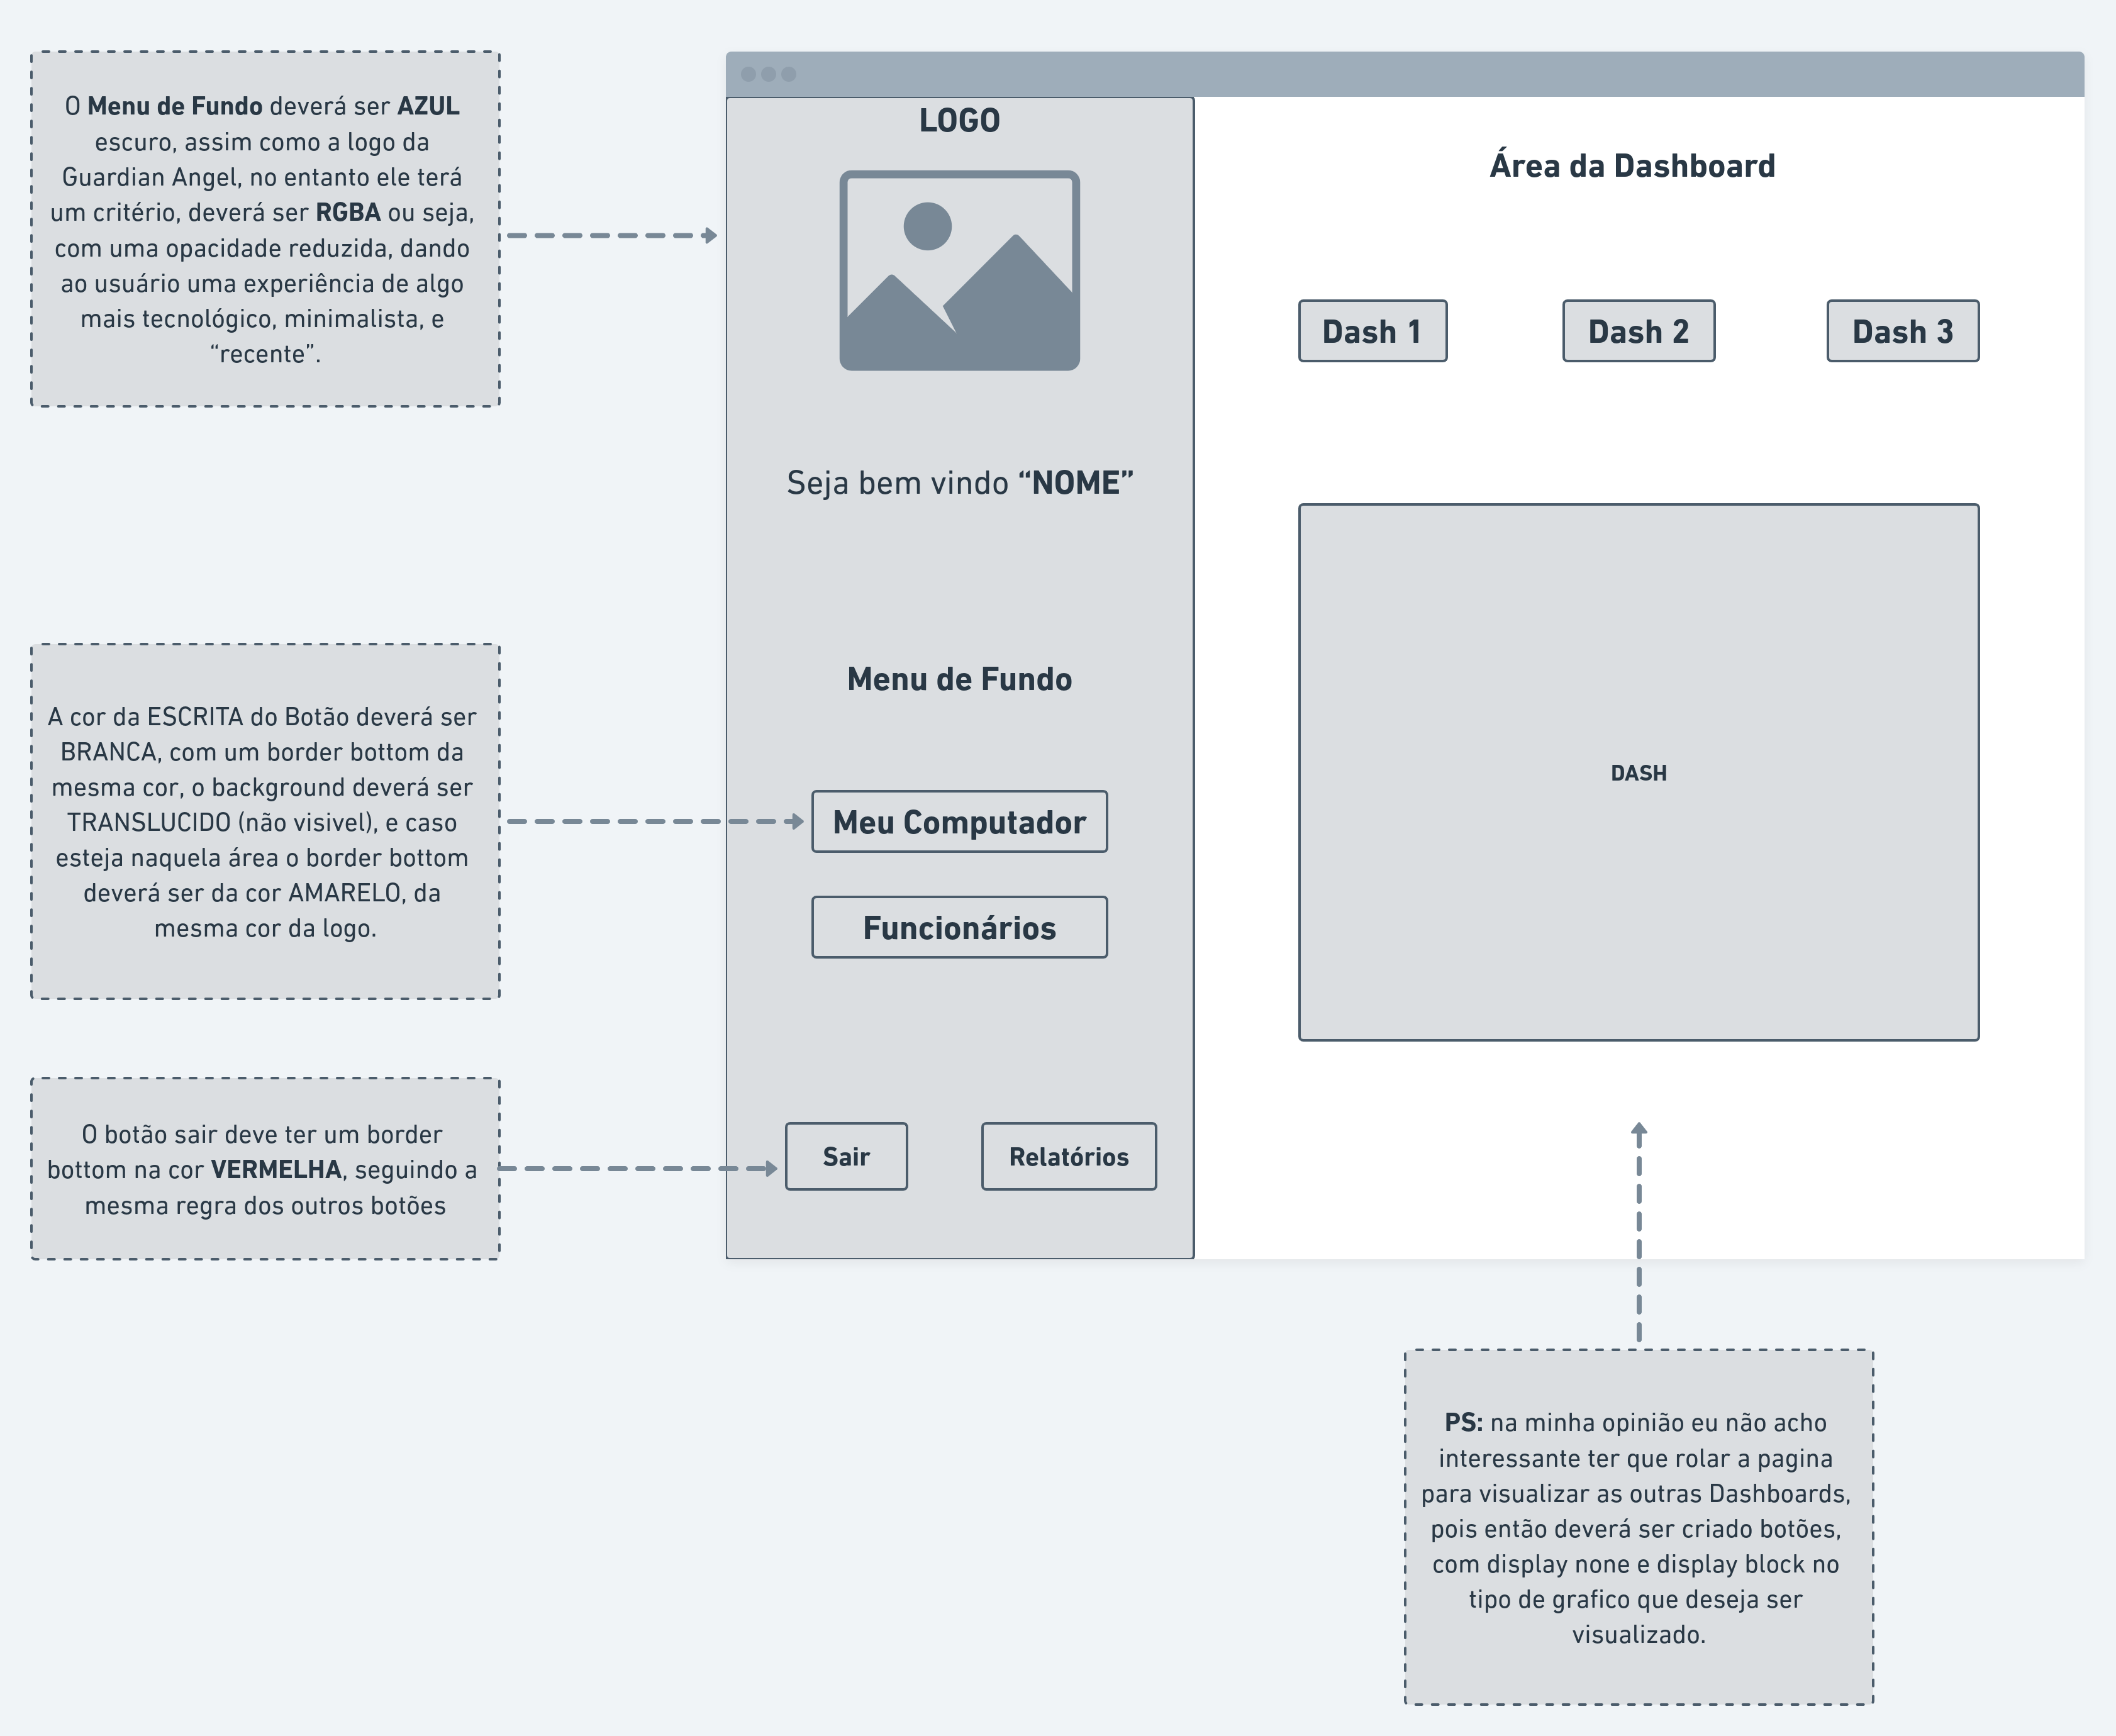 O Menu de Fundo deverá ser AZUL
escuro, assim como a logo da
Guardian Angel, no entanto ele terá
um critério, deverá ser RGBA ou seja,
com uma opacidade reduzida, dando
ao usuário uma experiência de algo
mais tecnológico, minimalista, e
“recente”.
A cor da ESCRITA do Botão deverá ser
BRANCA, com um border bottom da
mesma cor, o background deverá ser
TRANSLUCIDO (não visivel), e caso
esteja naquela área o border bottom
deverá ser da cor AMARELO, da
mesma cor da logo.
O botão sair deve ter um border
bottom na cor VERMELHA, seguindo a
mesma regra dos outros botões
LOGO
Seja bem vindo “NOME”
Menu de Fundo
Meu Computador
Funcionários
Sair
Relatórios
Área da Dashboard
Dash 1
Dash 2
Dash 3
DASH
PS: na minha opinião eu não acho
interessante ter que rolar a pagina
para visualizar as outras Dashboards,
pois então deverá ser criado botões,
com display none e display block no
tipo de grafico que deseja ser
visualizado.